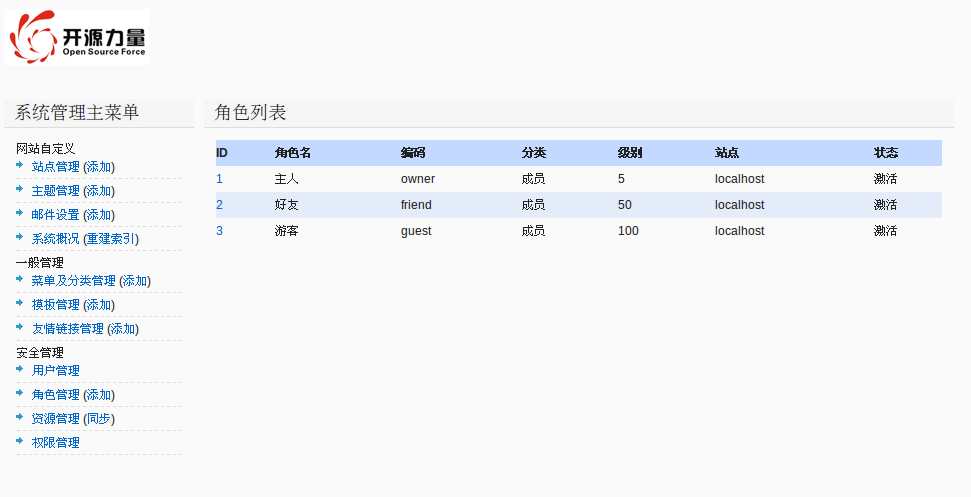 开源力量
Open Source Force
系统管理主菜单
网站自定义
站点管理 (添加)
主题管理 (添加)
邮件设置 (添加)
系统概况 (重建索引)
一般管理
菜单及分类管理 (添加)
模板管理 (添加)
友情链接管理 (添加)
安全管理
用户管理
角色管理 (添加)
资源管理 (同步)
权限管理
角色列表
ID 角色名 编码 分类 级别 站点 状态
1 主人 owner 成员 5 localhost 激活
2 好友 friend 成员 50 localhost 激活
3 游客 guest 成员 100 localhost 激活